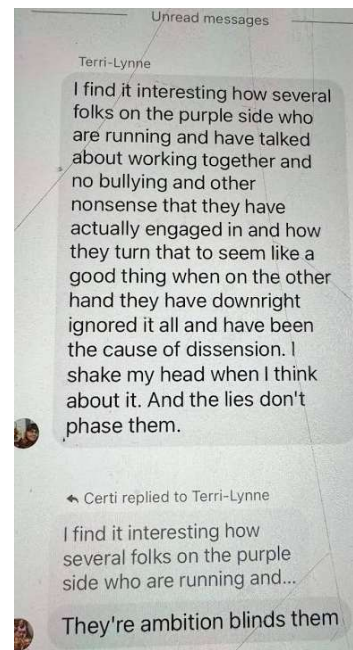 Unread messages
Terri-Lynne
I find it interesting how several
folks on the purple side who
are running and have talked
about working together and
no bullying and other
nonsense that they have
actually engaged in and how
they turn that to seem like a
good thing when on the other
hand they have downright
ignored it all and have been
the cause of dissension. I
shake my head when I think
about it. And the lies don't
phase them.
Certi replied to Terri-Lynne
I find it interesting how
several folks on the purple
side who are running and...
They're ambition blinds them